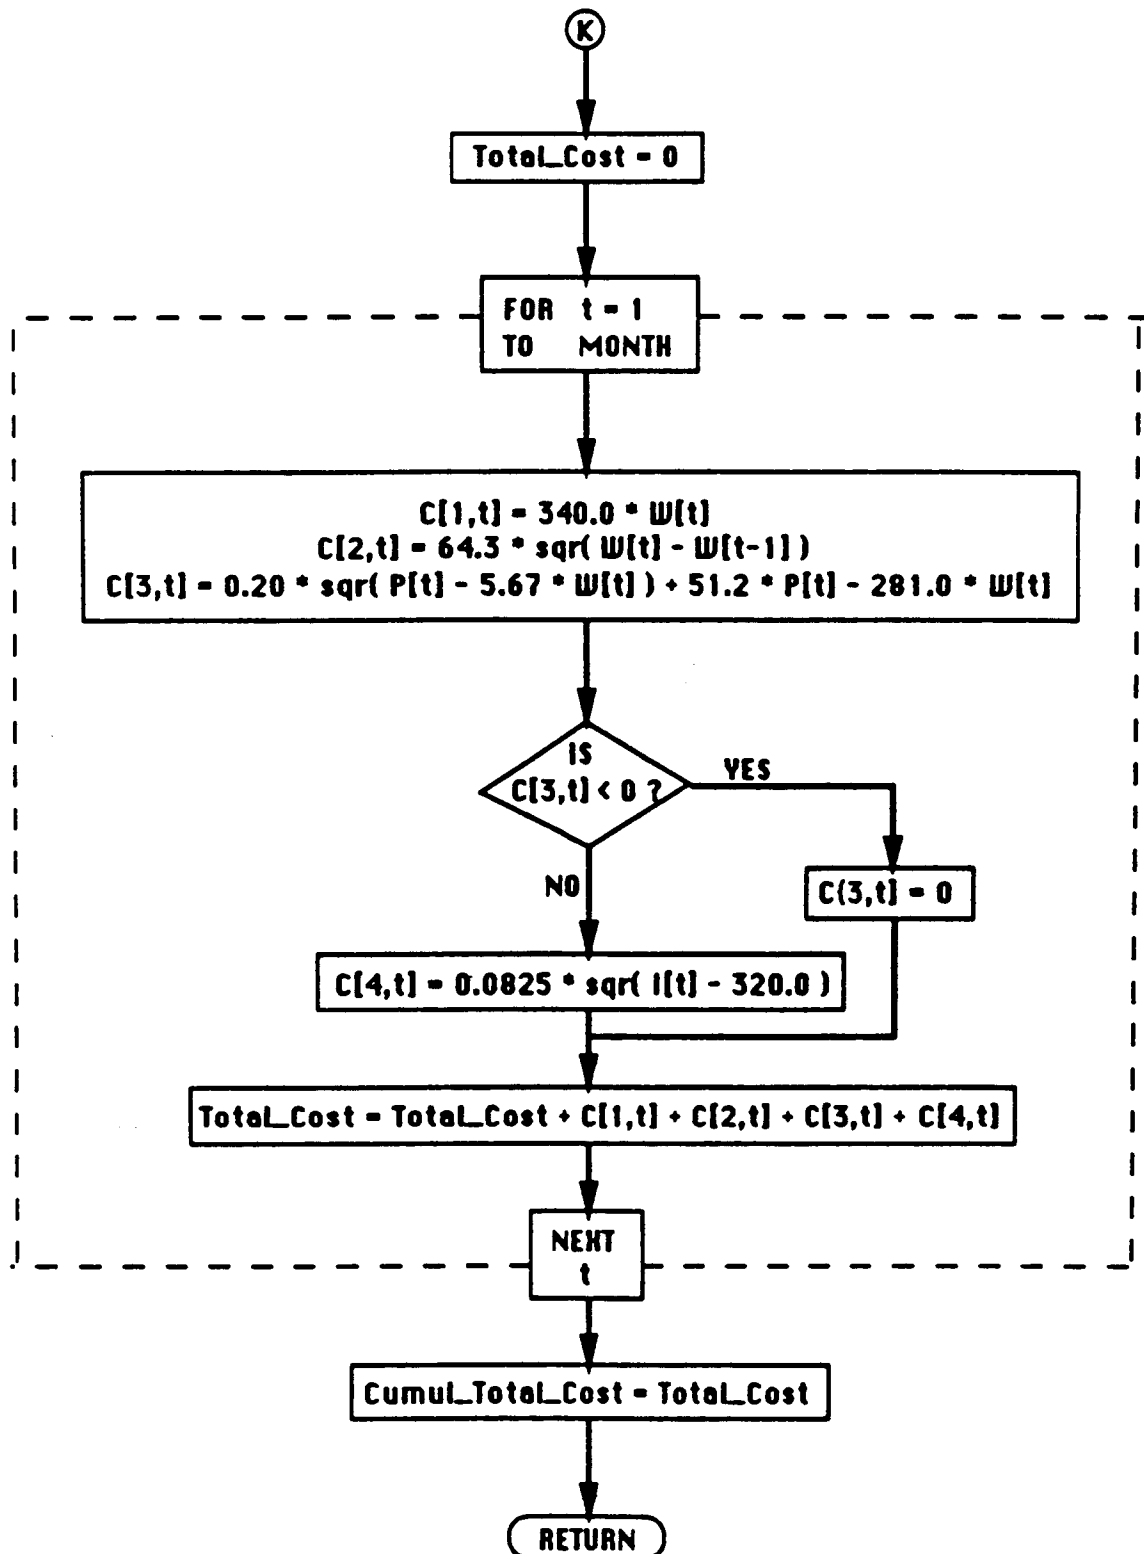 K
Total_Cost = 0
FOR t = 1
TO MONTH
C[1,t] = 340.0 * W[t]
C[2,t] = 64.3 * sqr( W[t] - W[t-1] )
C[3,t] = 0.20 * sqr( P[t] - 5.67 * W[t] ) + 51.2 * P[t] - 281.0 * W[t]
IS
C[3,t] < 0 ?
YES
NO
C(3,t] = 0
C[4,t] = 0.0825 * sqr( I[t] - 320.0 )
Total_Cost = Total_Cost + C[1,t] + C[2,t] + C[3,t] + C[4,t]
NEXT
t
Cumul_Total_Cost = Total_Cost
RETURN